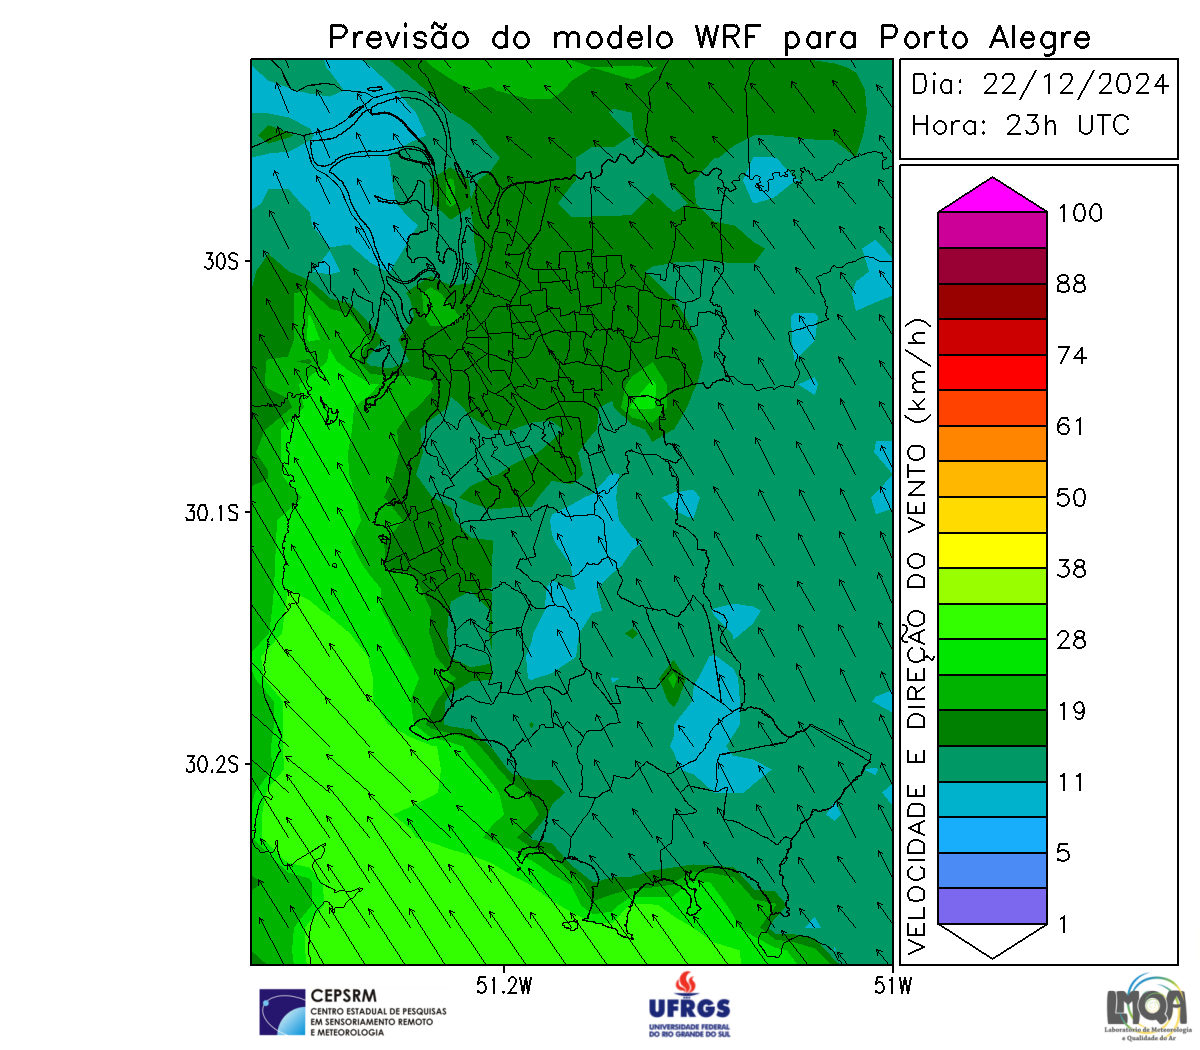 Previsão do modelo WRF para Porto Alegre
Dia: 22/12/2024
Hora: 23h UTC
30S
30.1S
30.2S
51.2W
51W
VELOCIDADE E DIREÇÃO DO VENTO (km/h)
100
88
74
61
50
38
28
19
11
5
1
CEPSRM
CENTRO ESTADUAL DE PESQUISAS
EM SENSORIAMENTO REMOTO
E METEOROLOGIA
UFRGS
UNIVERSIDADE FEDERAL
DO RIO GRANDE DO SUL
LMQA
Laboratório de Meteorologia
e Qualidade do Ar